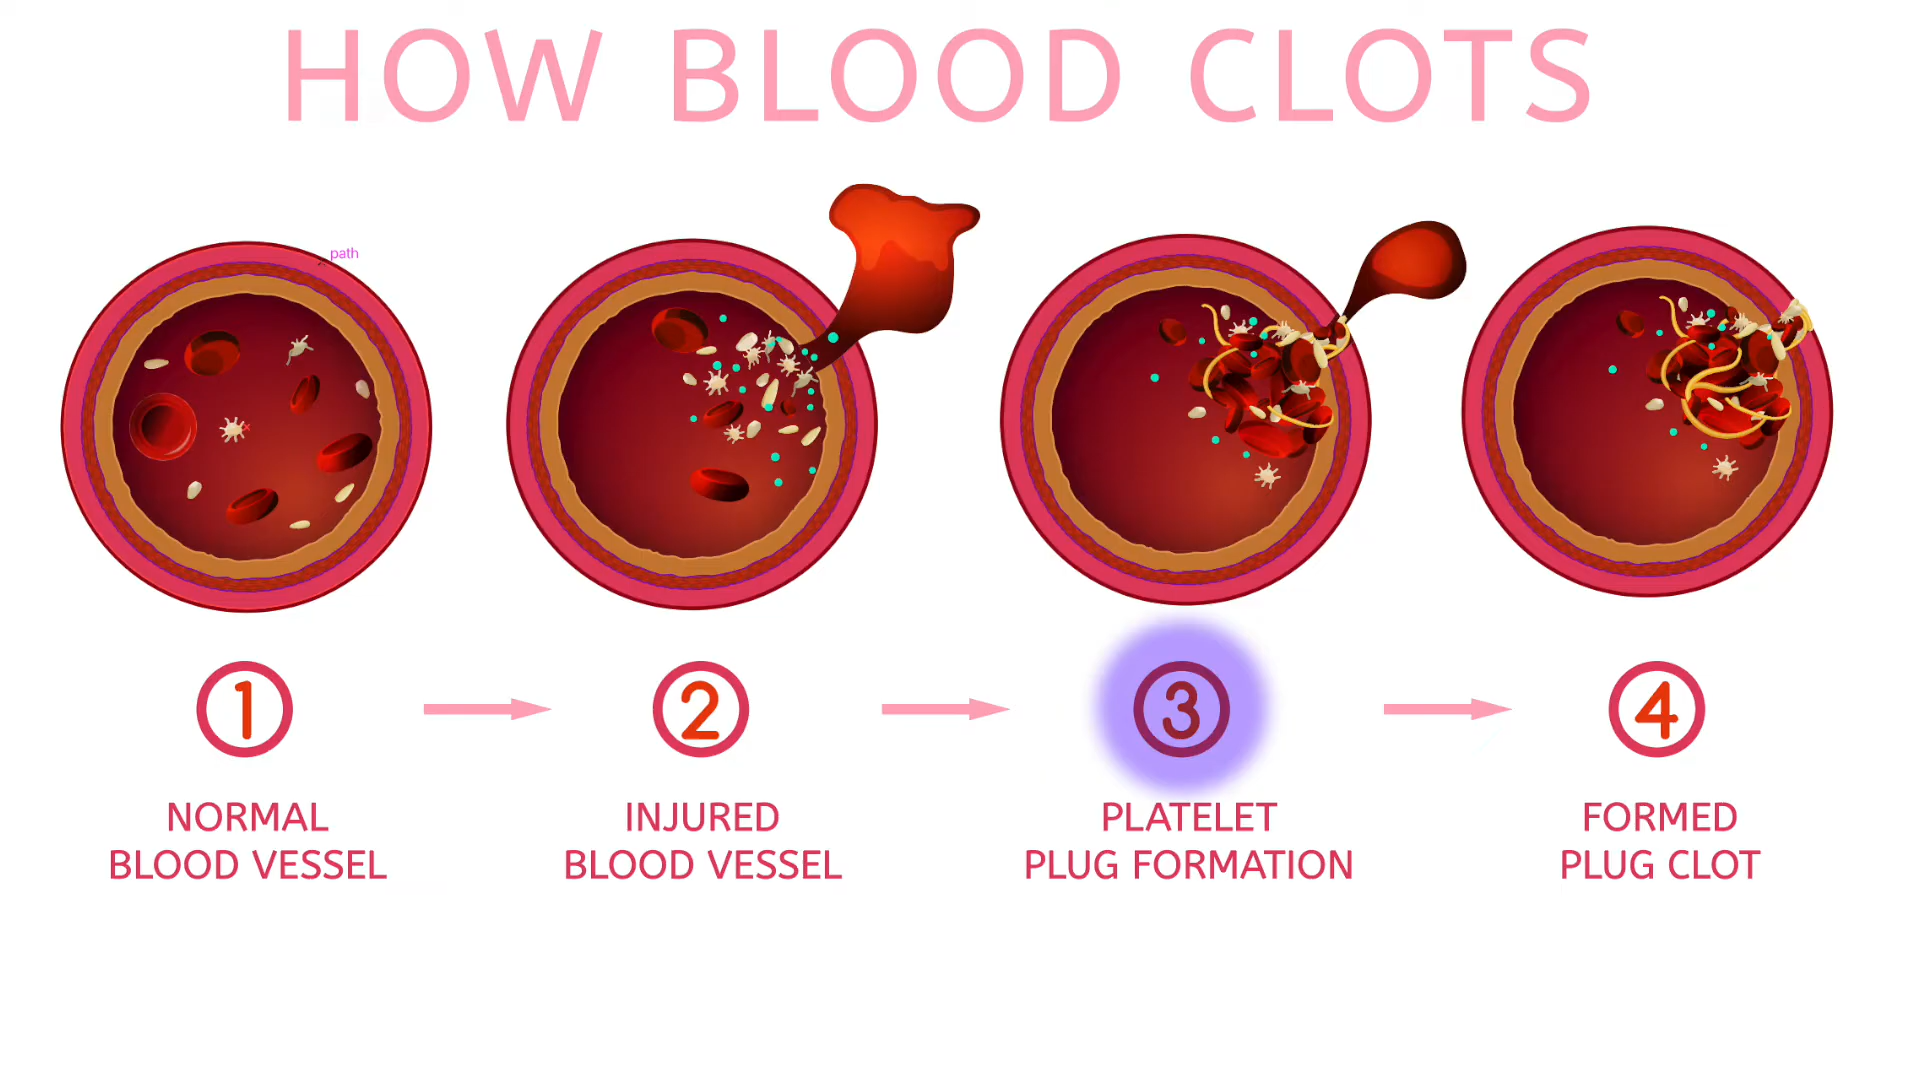 HOW BLOOD CLOTS
path
1
2
3
4
NORMAL
BLOOD VESSEL
INJURED
BLOOD VESSEL
PLATELET
PLUG FORMATION
FORMED
PLUG CLOT